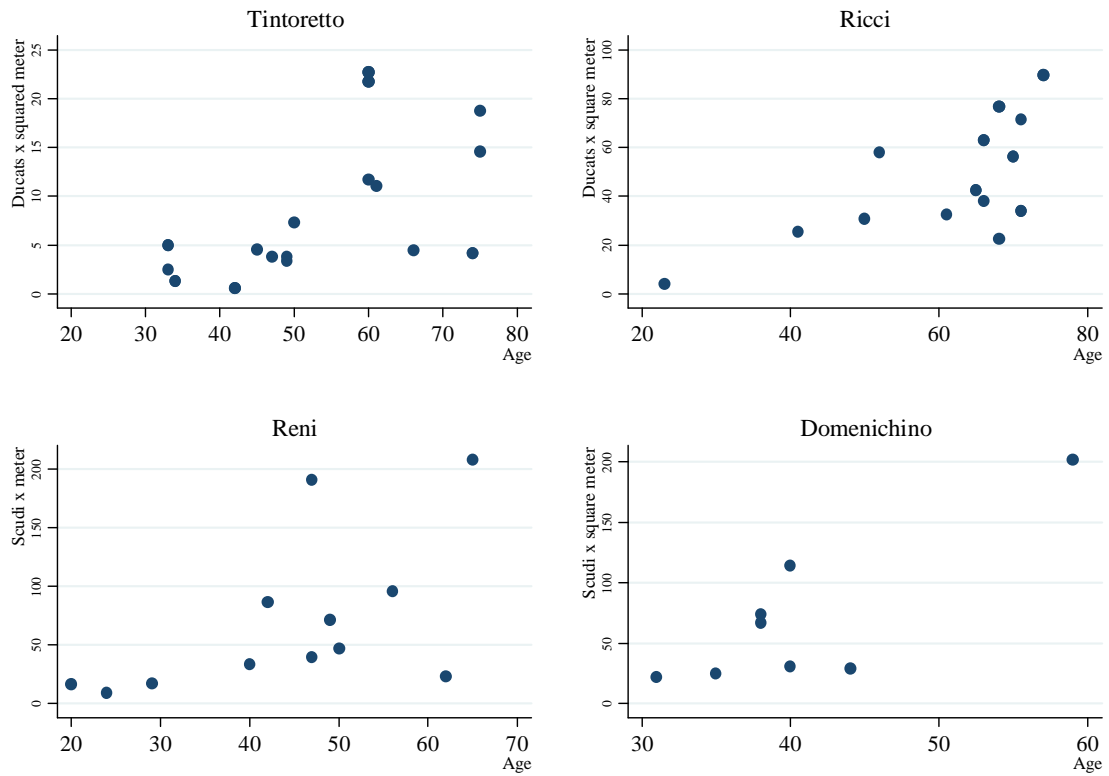 Tintoretto
Ducats x squared meter
25
20
15
10
5
0
20 30 40 50 60 70 80
Age
Ricci
Ducats x square meter
100
80
60
40
20
0
20 40 60 80
Age
Reni
Scudi x meter
200
150
100
50
0
20 30 40 50 60 70
Age
Domenichino
Scudi x square meter
200
150
100
50
0
30 40 50 60
Age